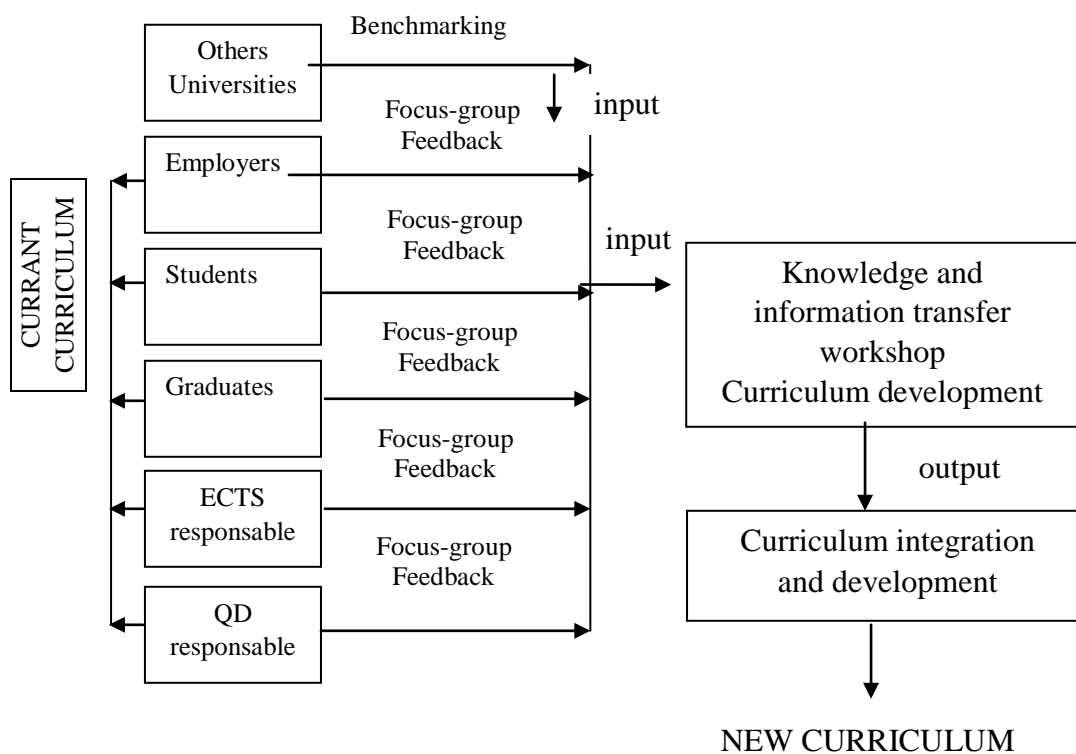 Benchmarking
Others
Universities
input
Focus-group
Feedback
Employers
CURRANT
CURRICULUM
Focus-group
Feedback
input
Students
Knowledge and
information transfer
workshop
Curriculum development
Focus-group
Feedback
Graduates
Focus-group
Feedback
output
ECTS
responsable
Curriculum integration
and development
Focus-group
Feedback
QD
responsable
NEW CURRICULUM